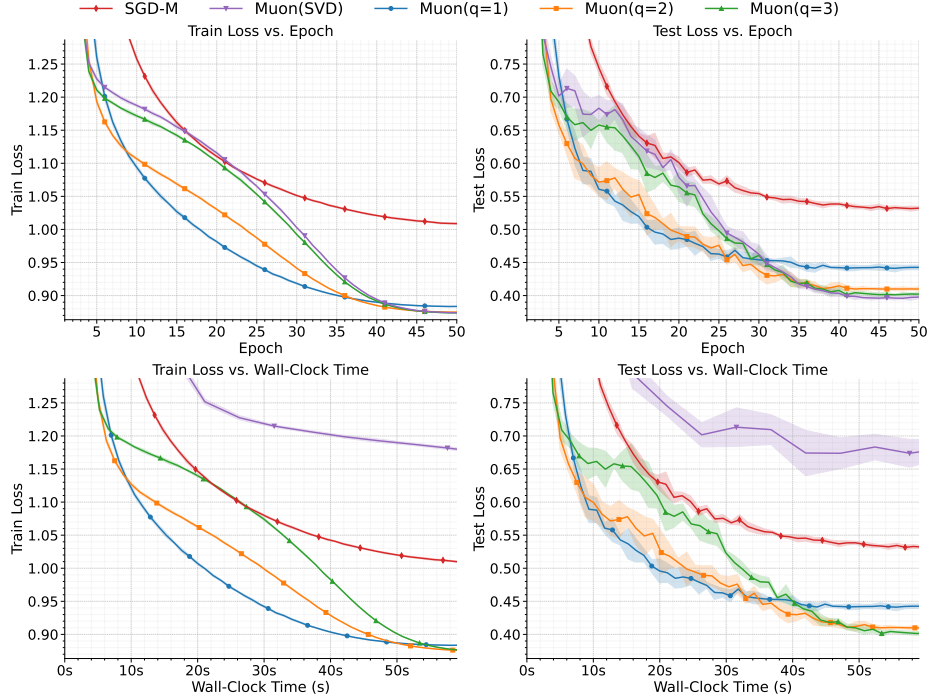 SGD-M Muon(SVD) Muon(q=1) Muon(q=2) Muon(q=3)
Train Loss vs. Epoch
Train Loss
1.25
1.20
1.15
1.10
1.05
1.00
0.95
0.90
5 10 15 20 25 30 35 40 45 50
Epoch
Test Loss vs. Epoch
Test Loss
0.75
0.70
0.65
0.60
0.55
0.50
0.45
0.40
5 10 15 20 25 30 35 40 45 50
Epoch
Train Loss vs. Wall-Clock Time
Train Loss
1.25
1.20
1.15
1.10
1.05
1.00
0.95
0.90
0s 10s 20s 30s 40s 50s
Wall-Clock Time (s)
Test Loss vs. Wall-Clock Time
Test Loss
0.75
0.70
0.65
0.60
0.55
0.50
0.45
0.40
0s 10s 20s 30s 40s 50s
Wall-Clock Time (s)